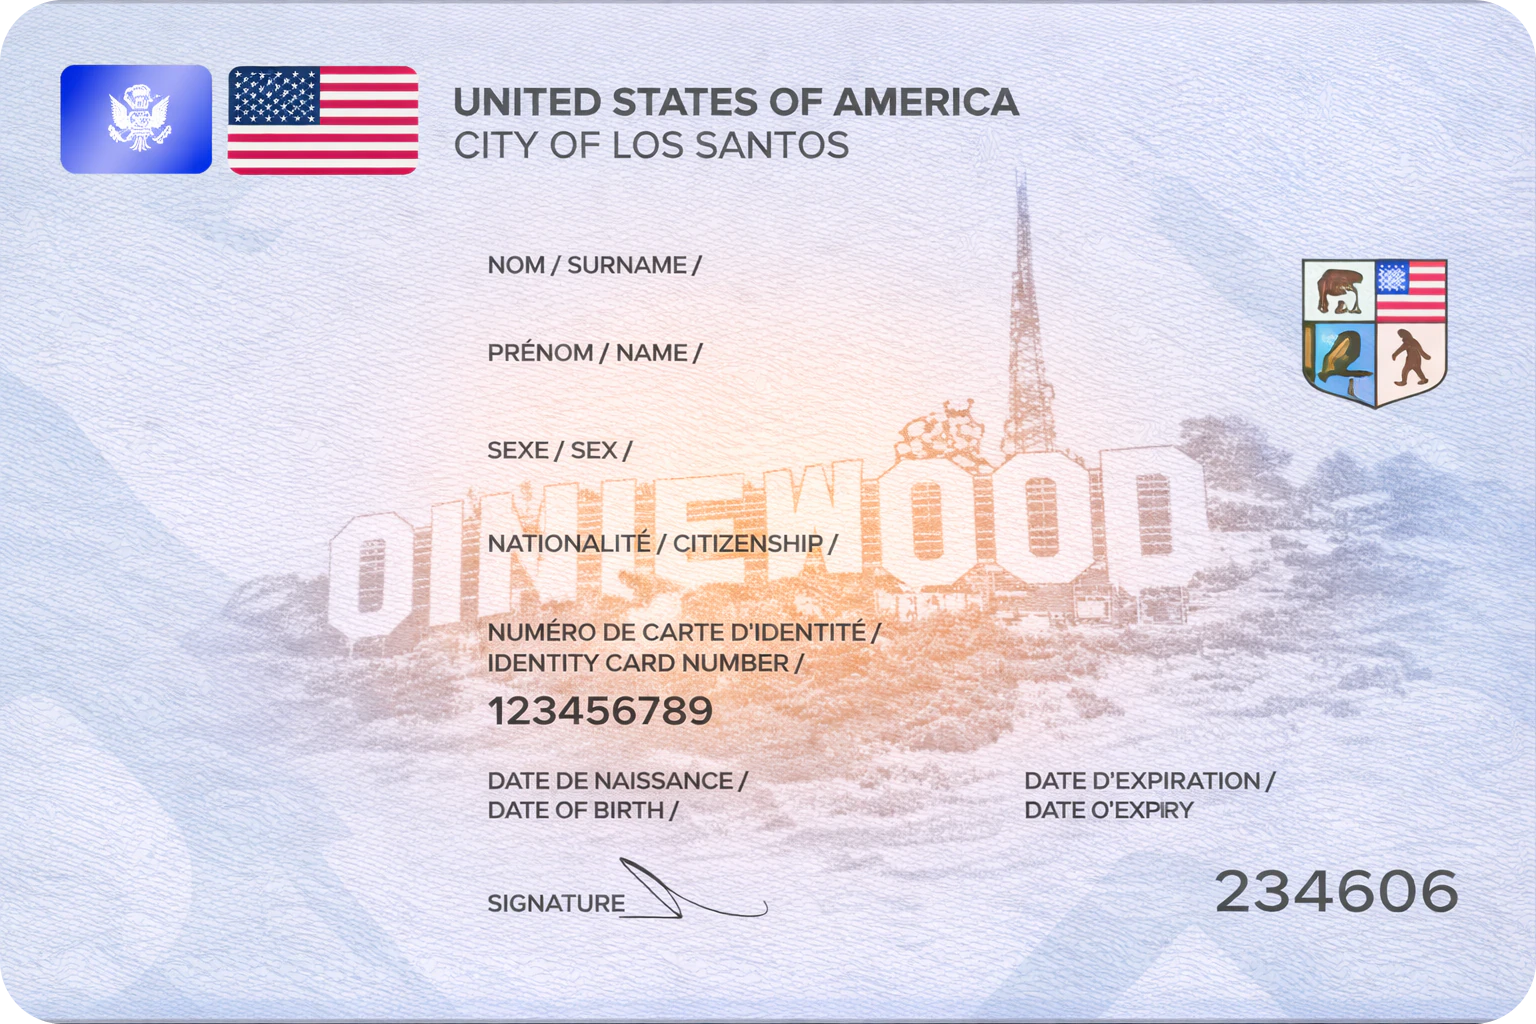 UNITED STATES OF AMERICA
CITY OF LOS SANTOS
NOM / SURNAME /
PRÉNOM / NAME /
SEXE / SEX /
OINIEWOOD
NATIONALITÉ / CITIZENSHIP /
NUMÉRO DE CARTE D'IDENTITÉ /
IDENTITY CARD NUMBER /
123456789
DATE DE NAISSANCE /
DATE OF BIRTH /
DATE D'EXPIRATION /
DATE O'EXPIRY
SIGNATURE
234606